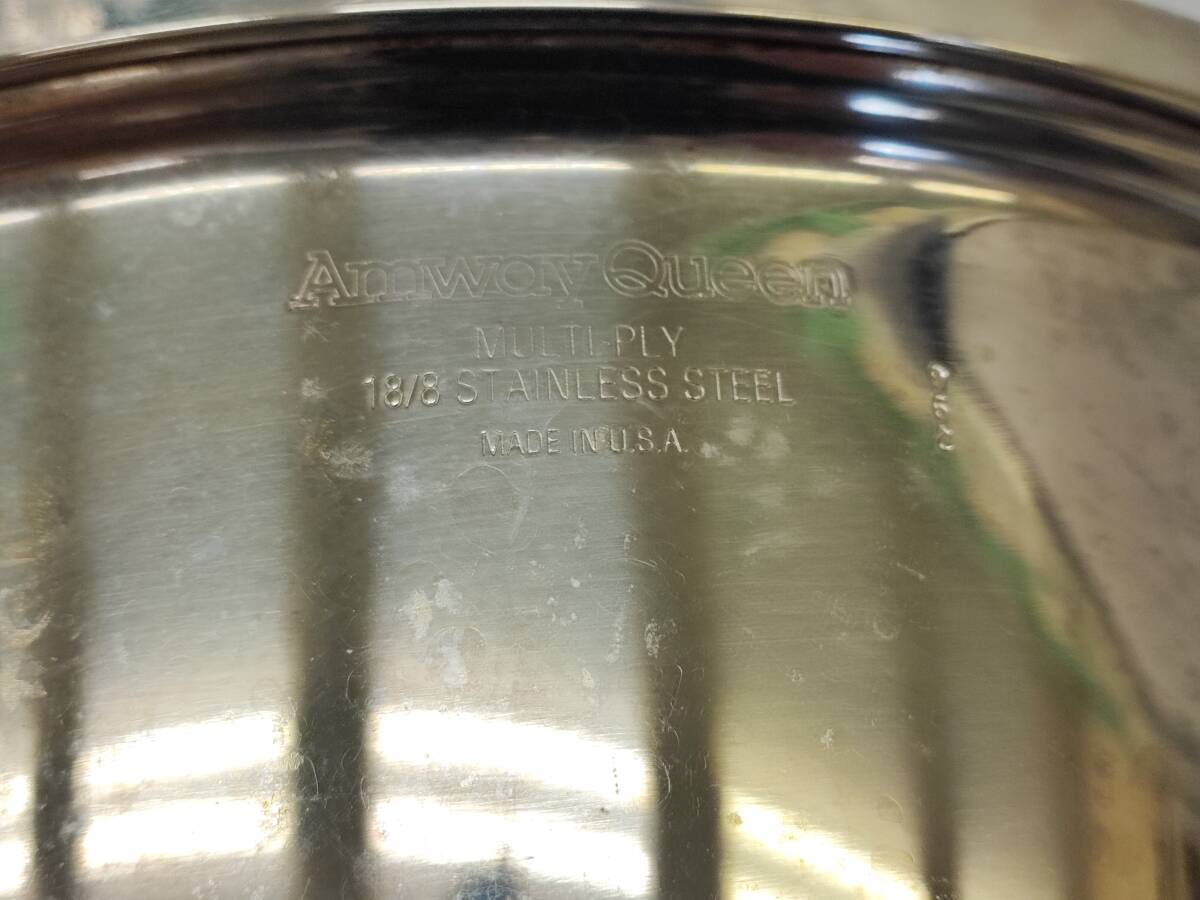 Amway Queen
MULTI-PLY
18/8 STAINLESS STEEL
MADE IN U.S.A.